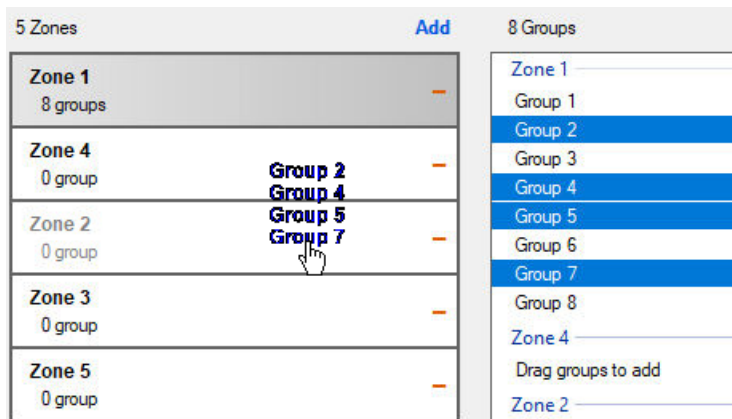 5 Zones
Add
Zone 1
8 groups
Zone 4
0 group
Zone 2
0 group
Zone 3
0 group
Zone 5
0 group
Group 2
Group 4
Group 5
Group 7
8 Groups
Zone 1
Group 1
Group 2
Group 3
Group 4
Group 5
Group 6
Group 7
Group 8
Zone 4
Drag groups to add
Zone 2